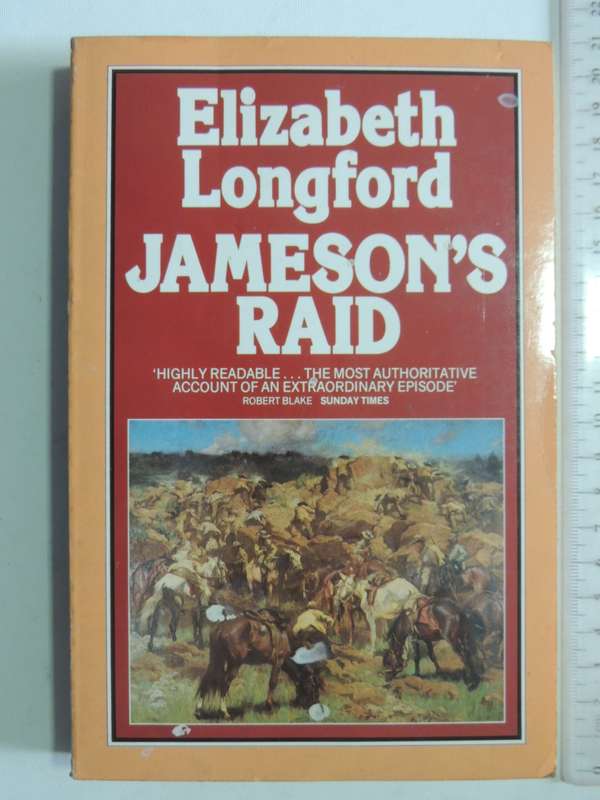 Elizabeth
Longford
JAMESON'S
RAID
'HIGHLY READABLE... THE MOST AUTHORITATIVE
ACCOUNT OF AN EXTRAORDINARY EPISODE'
ROBERT BLAKE SUNDAY TIMES